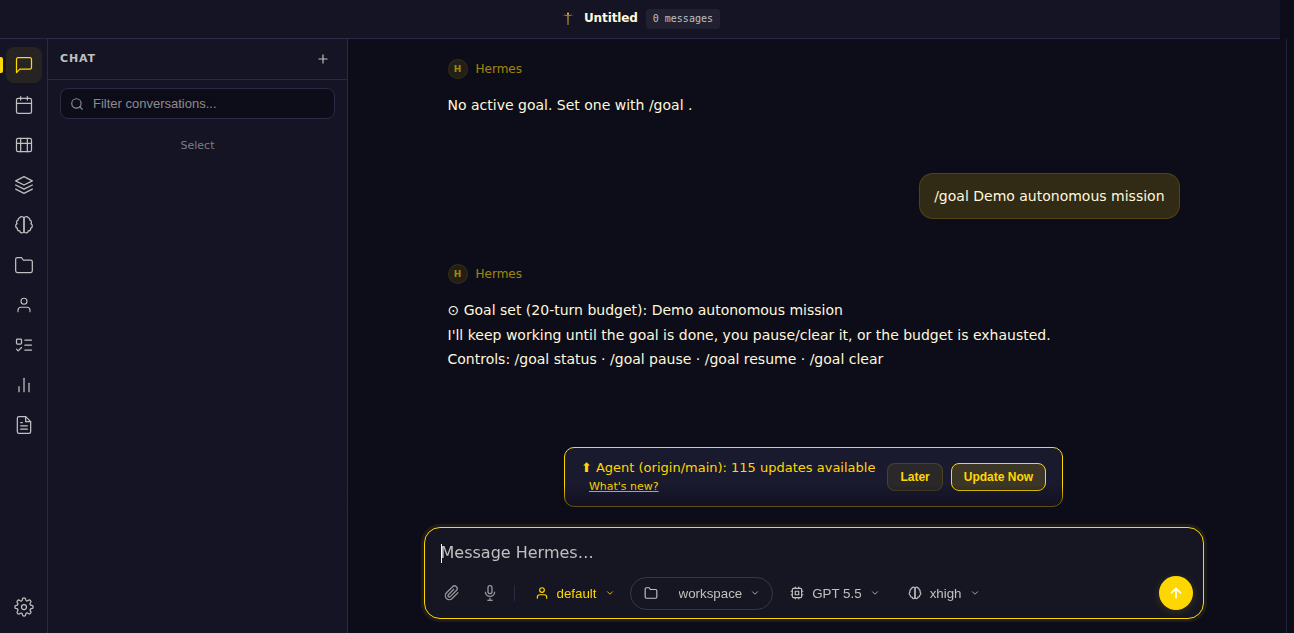 Untitled 0 messages
CHAT
Filter conversations...
Select
H Hermes
No active goal. Set one with /goal .
/goal Demo autonomous mission
H Hermes
⊙ Goal set (20-turn budget): Demo autonomous mission
I'll keep working until the goal is done, you pause/clear it, or the budget is exhausted.
Controls: /goal status · /goal pause · /goal resume · /goal clear
⬆ Agent (origin/main): 115 updates available
What's new?
Later
Update Now
Message Hermes…
default workspace GPT 5.5 xhigh